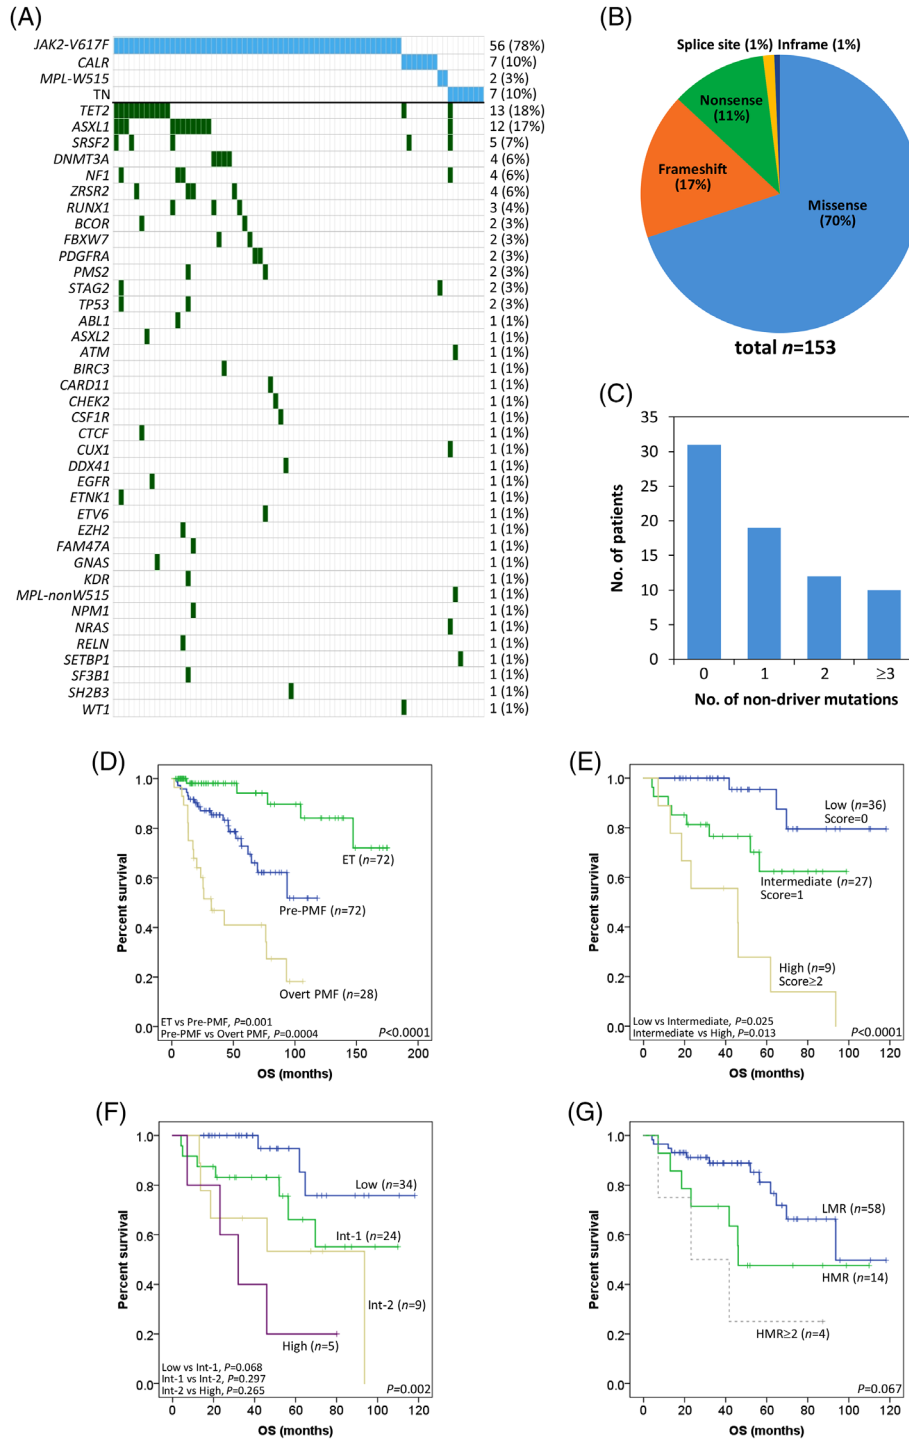 (A)
JAK2-V617F 56 (78%)
CALR 7 (10%)
MPL-W515 2 (3%)
TN 7 (10%)
TET2 13 (18%)
ASXL1 12 (17%)
SRSF2 5 (7%)
DNMT3A 4 (6%)
NF1 4 (6%)
ZRSR2 4 (6%)
RUNX1 3 (4%)
BCOR 2 (3%)
FBXW7 2 (3%)
PDGFRA 2 (3%)
PMS2 2 (3%)
STAG2 2 (3%)
TP53 2 (3%)
ABL1 1 (1%)
ASXL2 1 (1%)
ATM 1 (1%)
BIRC3 1 (1%)
CARD11 1 (1%)
CHEK2 1 (1%)
CSF1R 1 (1%)
CTCF 1 (1%)
CUX1 1 (1%)
DDX41 1 (1%)
EGFR 1 (1%)
ETNK1 1 (1%)
ETV6 1 (1%)
EZH2 1 (1%)
FAM47A 1 (1%)
GNAS 1 (1%)
KDR 1 (1%)
MPL-nonW515 1 (1%)
NPM1 1 (1%)
NRAS 1 (1%)
RELN 1 (1%)
SETBP1 1 (1%)
SF3B1 1 (1%)
SH2B3 1 (1%)
WT1 1 (1%)
(B)
Splice site (1%) Inframe (1%)
Nonsense
(11%)
Frameshift
(17%)
Missense
(70%)
total n=153
(C)
35
30
25
20
15
10
5
0
No. of patients
0 1 2 ≥3
No. of non-driver mutations
(D)
1.0
0.8
0.6
0.4
0.2
0.0
Percent survival
ET (n=72)
Pre-PMF (n=72)
Overt PMF (n=28)
ET vs Pre-PMF, P=0.001
Pre-PMF vs Overt PMF, P=0.0004
P<0.0001
0 50 100 150 200
OS (months)
(E)
1.0
0.8
0.6
0.4
0.2
0.0
Percent survival
Low (n=36)
Score=0
Intermediate (n=27)
Score=1
High (n=9)
Score≥2
Low vs Intermediate, P=0.025
Intermediate vs High, P=0.013
P<0.0001
0 20 40 60 80 100 120
OS (months)
(F)
1.0
0.8
0.6
0.4
0.2
0.0
Percent survival
Low (n=34)
Int-1 (n=24)
Int-2 (n=9)
High (n=5)
Low vs Int-1, P=0.068
Int-1 vs Int-2, P=0.297
Int-2 vs High, P=0.265
P=0.002
0 20 40 60 80 100 120
OS (months)
(G)
1.0
0.8
0.6
0.4
0.2
0.0
Percent survival
LMR (n=58)
HMR (n=14)
HMR≥2 (n=4)
P=0.067
0 20 40 60 80 100 120
OS (months)